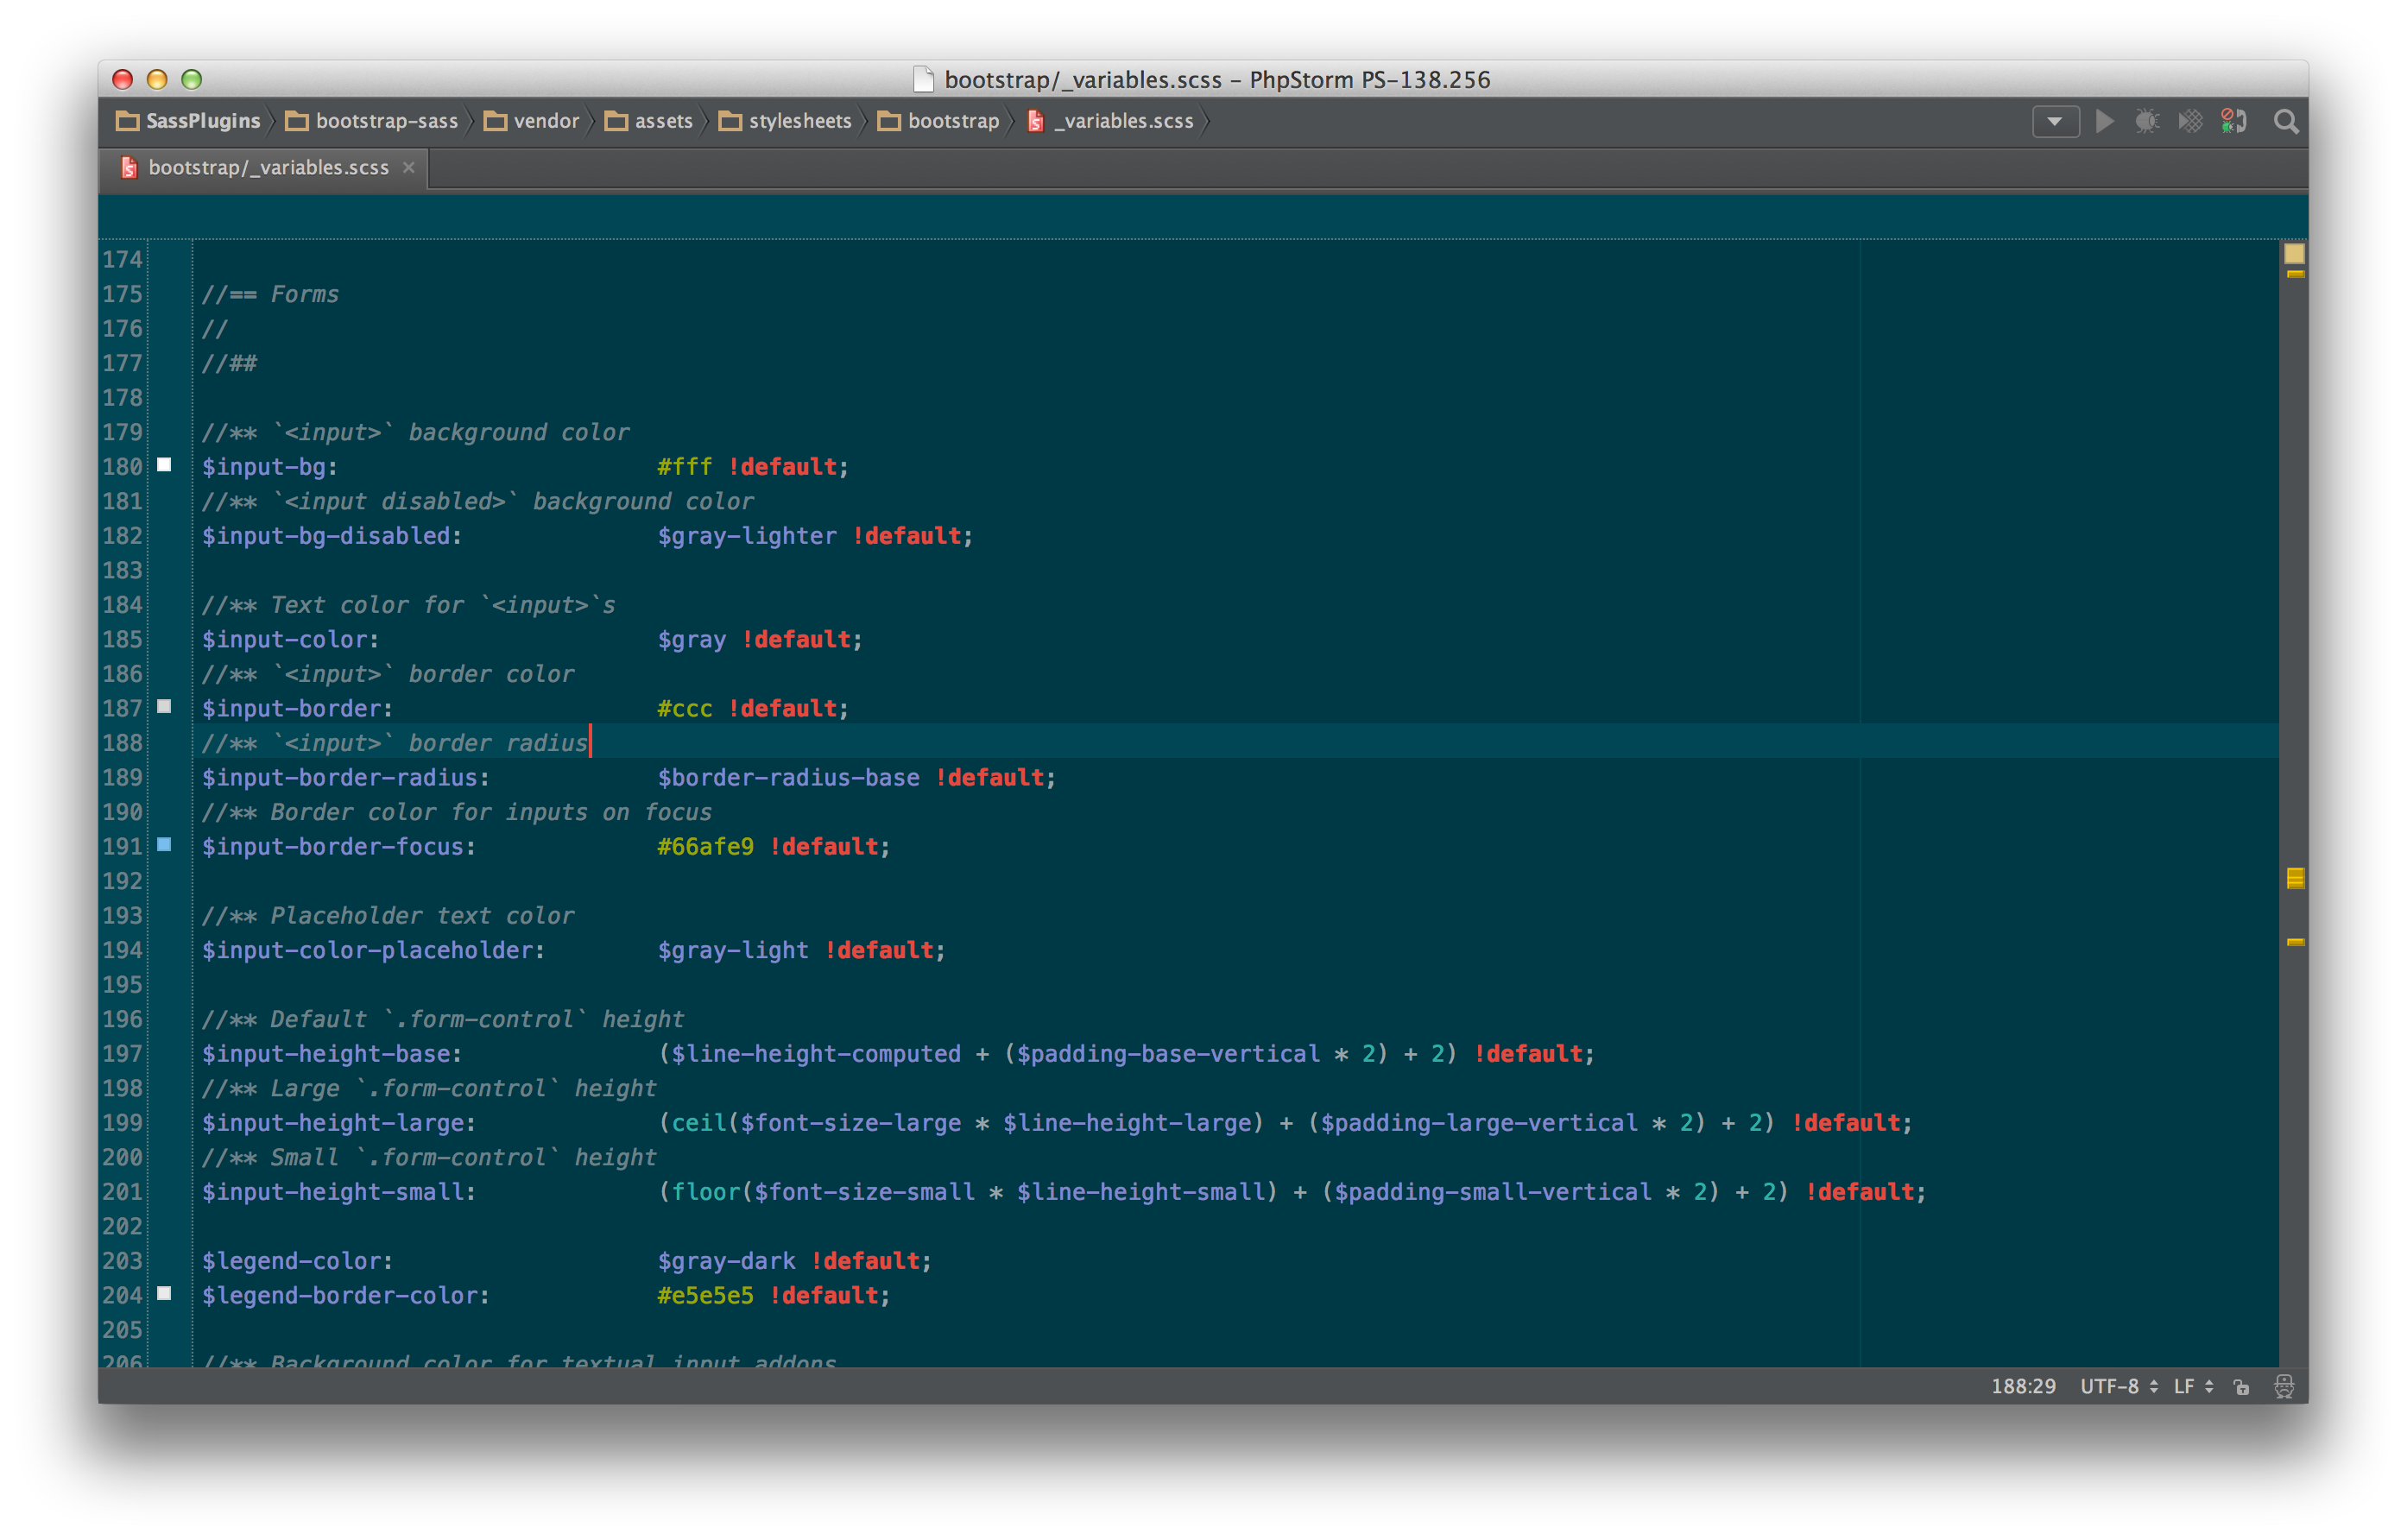 bootstrap/_variables.scss – PhpStorm PS-138.256
SassPlugins bootstrap-sass vendor assets stylesheets bootstrap _variables.scss
bootstrap/_variables.scss
174
175 //== Forms
176 //
177 //##
178
179 //** `<input>` background color
180 $input-bg: #fff !default;
181 //** `<input disabled>` background color
182 $input-bg-disabled: $gray-lighter !default;
183
184 //** Text color for `<input>`s
185 $input-color: $gray !default;
186 //** `<input>` border color
187 $input-border: #ccc !default;
188 //** `<input>` border radius
189 $input-border-radius: $border-radius-base !default;
190 //** Border color for inputs on focus
191 $input-border-focus: #66afe9 !default;
192
193 //** Placeholder text color
194 $input-color-placeholder: $gray-light !default;
195
196 //** Default `.form-control` height
197 $input-height-base: ($line-height-computed + ($padding-base-vertical * 2) + 2) !default;
198 //** Large `.form-control` height
199 $input-height-large: (ceil($font-size-large * $line-height-large) + ($padding-large-vertical * 2) + 2) !default;
200 //** Small `.form-control` height
201 $input-height-small: (floor($font-size-small * $line-height-small) + ($padding-small-vertical * 2) + 2) !default;
202
203 $legend-color: $gray-dark !default;
204 $legend-border-color: #e5e5e5 !default;
205
206 //** Background color for textual input addons
188:29 UTF-8 LF